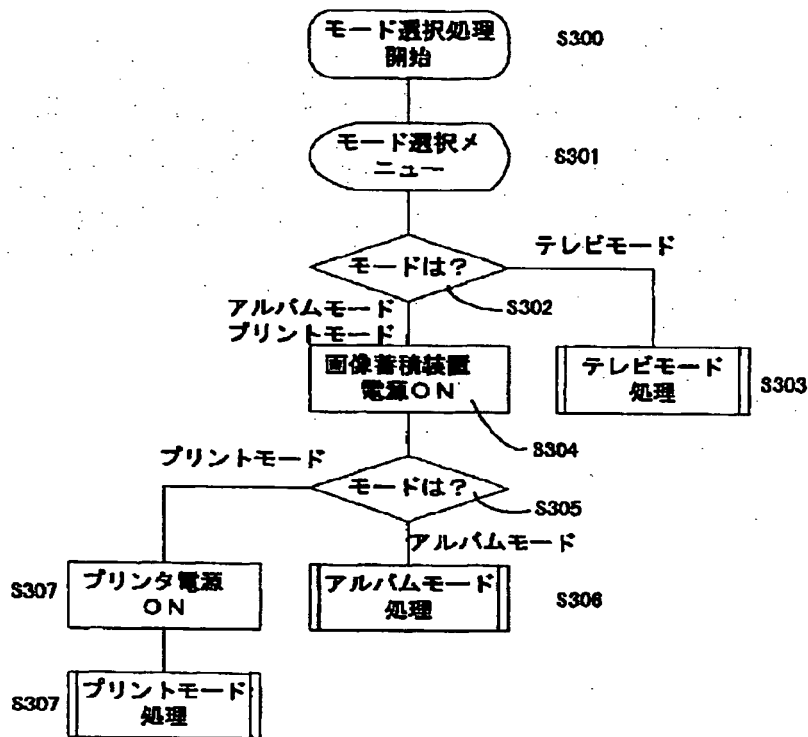 モード選択処理
開始
S300
モード選択メ
ニュー
S301
モードは?
テレビモード
S302
アルバムモード
プリントモード
画像蓄積装置
電源ON
S304
テレビモード
処理
S303
プリントモード
モードは?
S305
アルバムモード
S307
プリンタ電源
ON
アルバムモード
処理
S306
S307
プリントモード
処理